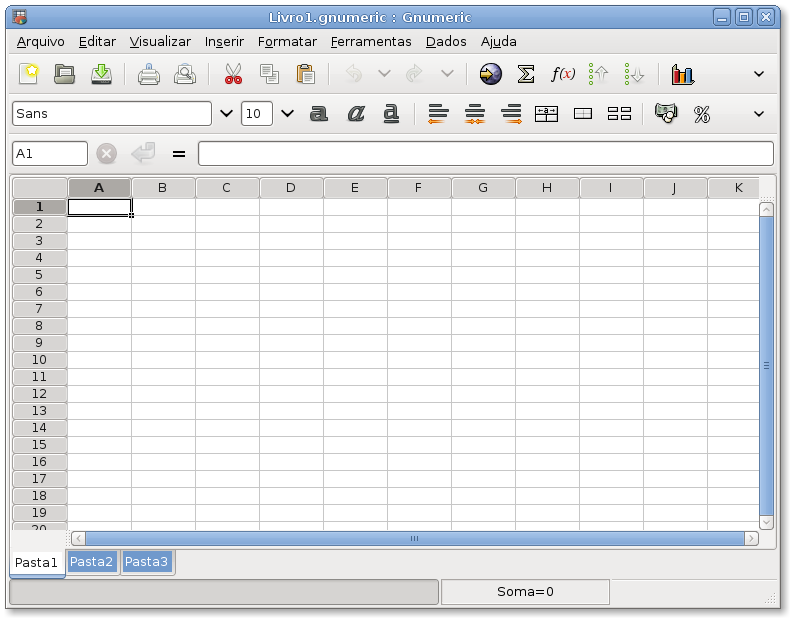 Livro1.gnumeric : Gnumeric
Arquivo Editar Visualizar Inserir Formatar Ferramentas Dados Ajuda
f(x)
Sans 10 a a a %
A1 =
A B C D E F G H I J K
1
2
3
4
5
6
7
8
9
10
11
12
13
14
15
16
17
18
19
20
Pasta1 Pasta2 Pasta3
Soma=0